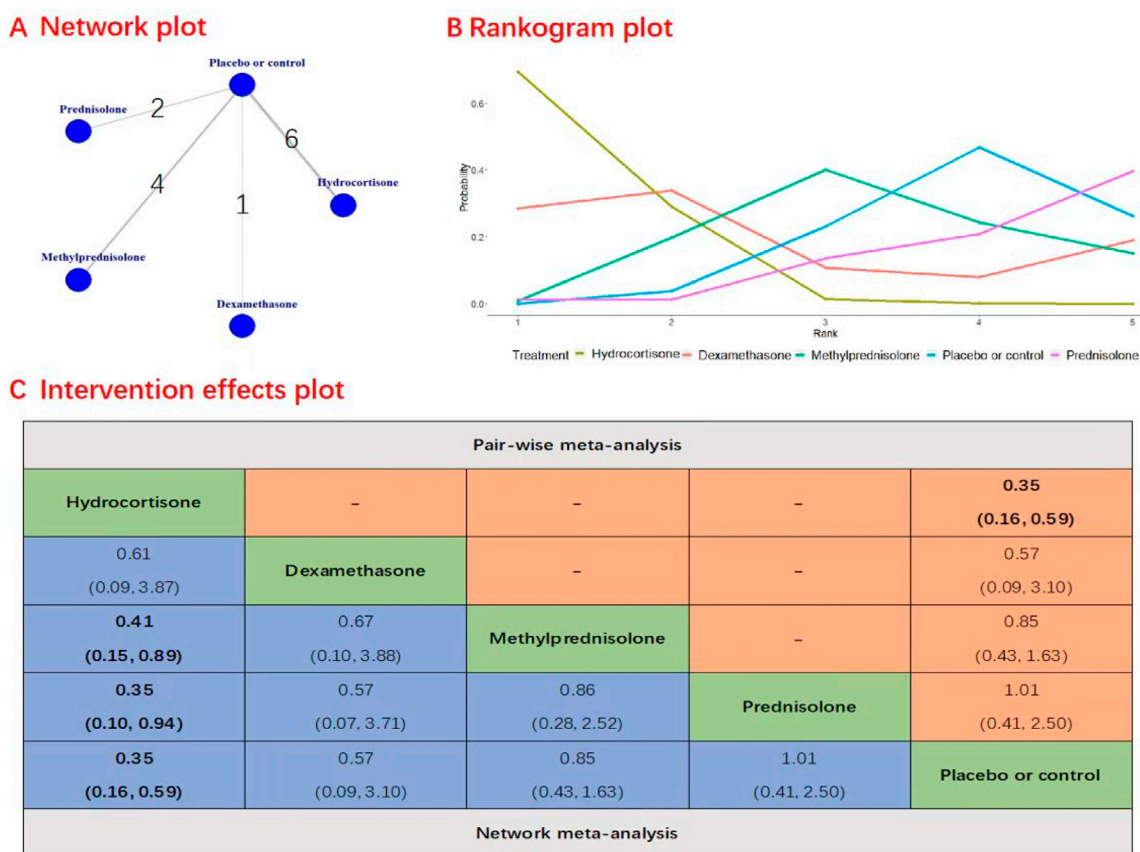 A Network plot
Placebo or control
Prednisolone
2
6
4
Hydrocortisone
1
Methylprednisolone
Dexamethasone
B Rankogram plot
Probability
0.6
0.4
0.2
0.0
1 2 3 4 5
Rank
Treatment Hydrocortisone Dexamethasone Methylprednisolone Placebo or control Prednisolone
C Intervention effects plot
Pair-wise meta-analysis
Hydrocortisone – – – 0.35
(0.16, 0.59)
0.61 Dexamethasone – – 0.57
(0.09, 3.87) (0.09, 3.10)
0.41 0.67 Methylprednisolone – 0.85
(0.15, 0.89) (0.10, 3.88) (0.43, 1.63)
0.35 0.57 0.86 Prednisolone 1.01
(0.10, 0.94) (0.07, 3.71) (0.28, 2.52) (0.41, 2.50)
0.35 0.57 0.85 1.01 Placebo or control
(0.16, 0.59) (0.09, 3.10) (0.43, 1.63) (0.41, 2.50)
Network meta-analysis